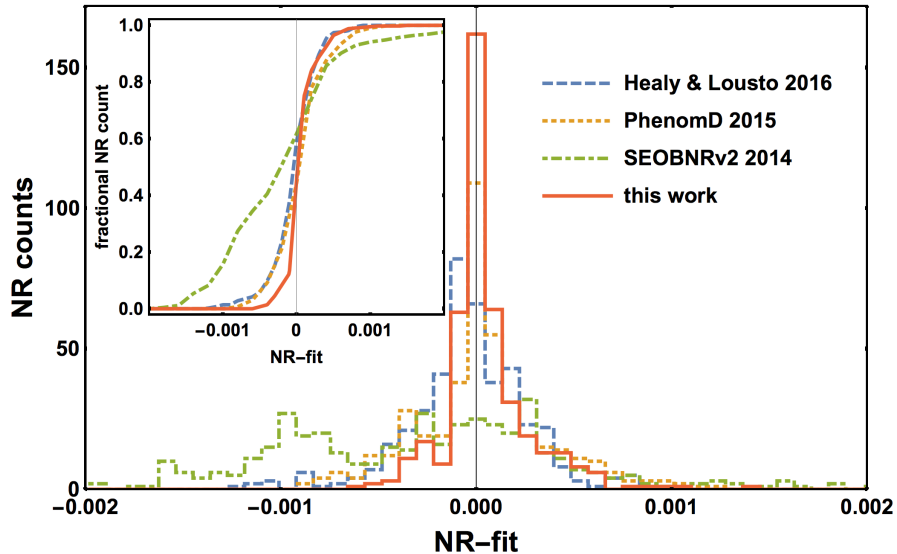 1.0
0.8
0.6
0.4
0.2
0.0
fractional NR count
−0.001 0 0.001
NR−fit
Healy & Lousto 2016
PhenomD 2015
SEOBNRv2 2014
this work
150
100
50
0
NR counts
−0.002 −0.001 0.000 0.001 0.002
NR−fit